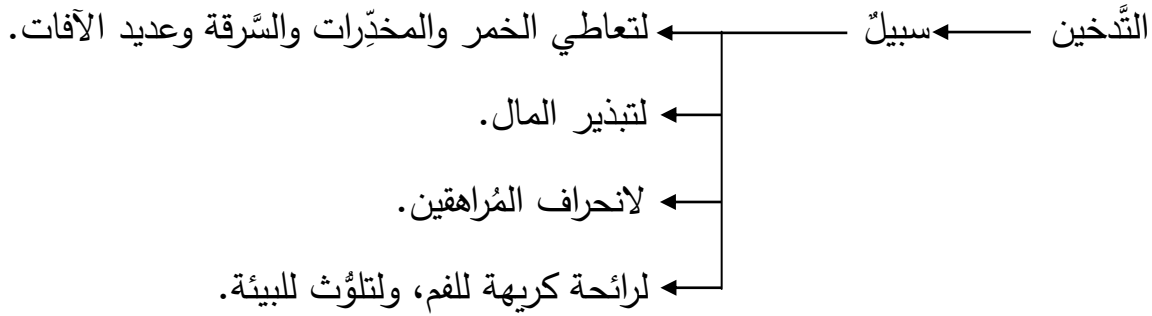 التَّدخين سبيلٌ لتعاطي الخمر والمخدِّرات والسَّرقة وعديد الآفات.
لتبذير المال.
لانحراف المُراهقين.
لرائحة كريهة للفم، ولتلوُّث للبيئة.